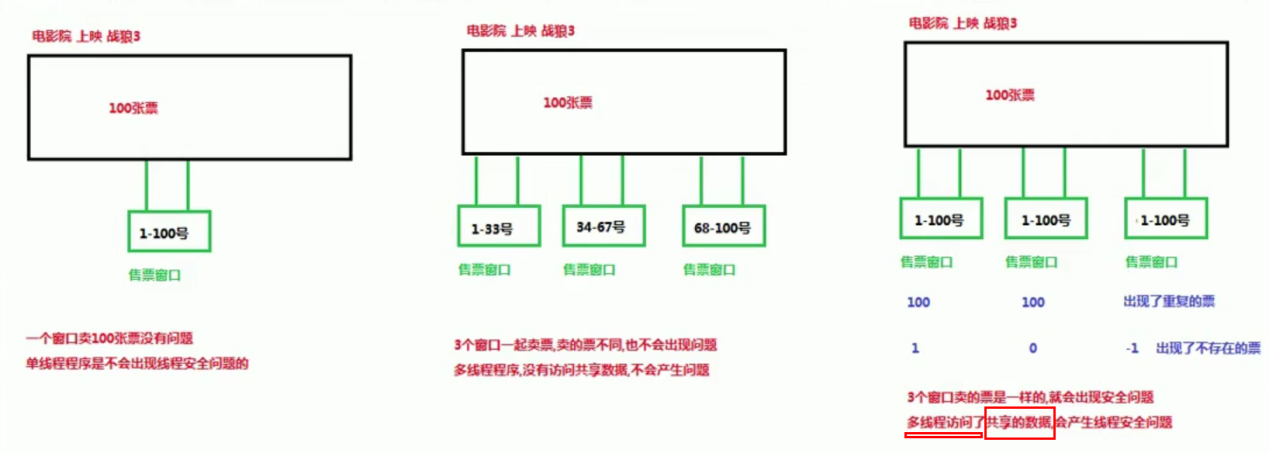 电影院 上映 战狼3
100张票
1-100号
售票窗口
一个窗口卖100张票没有问题
单线程程序是不会出现线程安全问题的
电影院 上映 战狼3
100张票
1-33号
34-67号
68-100号
售票窗口
售票窗口
售票窗口
3个窗口一起卖票,卖的票不同,也不会出现问题
多线程程序,没有访问共享数据,不会产生问题
电影院 上映 战狼3
100张票
1-100号
1-100号
1-100号
售票窗口
售票窗口
售票窗口
100 100 出现了重复的票
1 0 -1 出现了不存在的票
3个窗口卖的票是一样的,就会出现安全问题
多线程访问了共享的数据,会产生线程安全问题